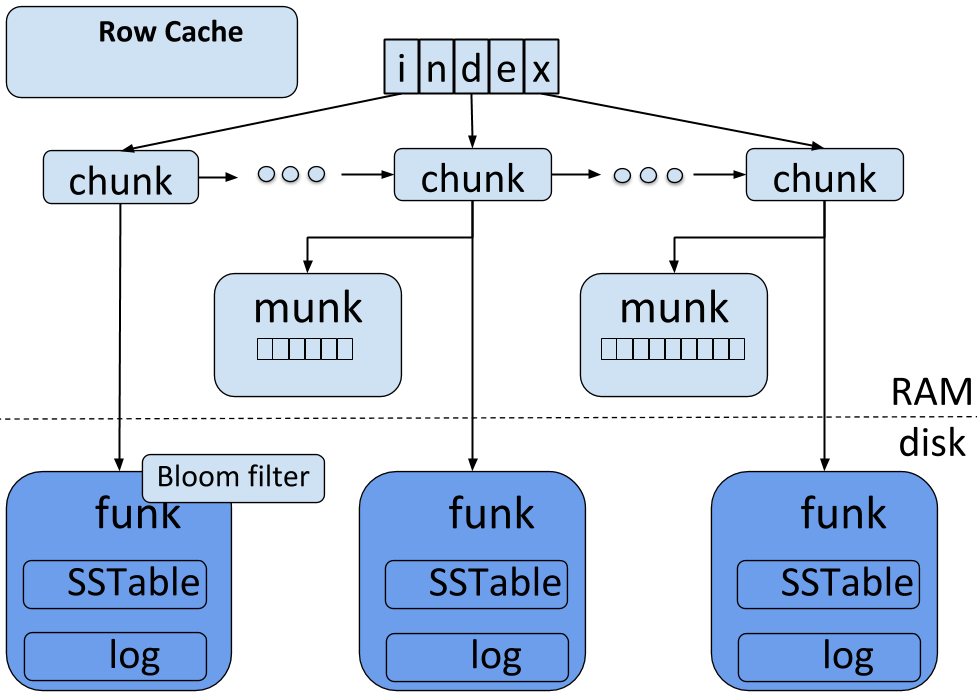 Row Cache
index
chunk
chunk
chunk
munk
munk
RAM
disk
Bloom filter
funk
funk
funk
SSTable
SSTable
SSTable
log
log
log